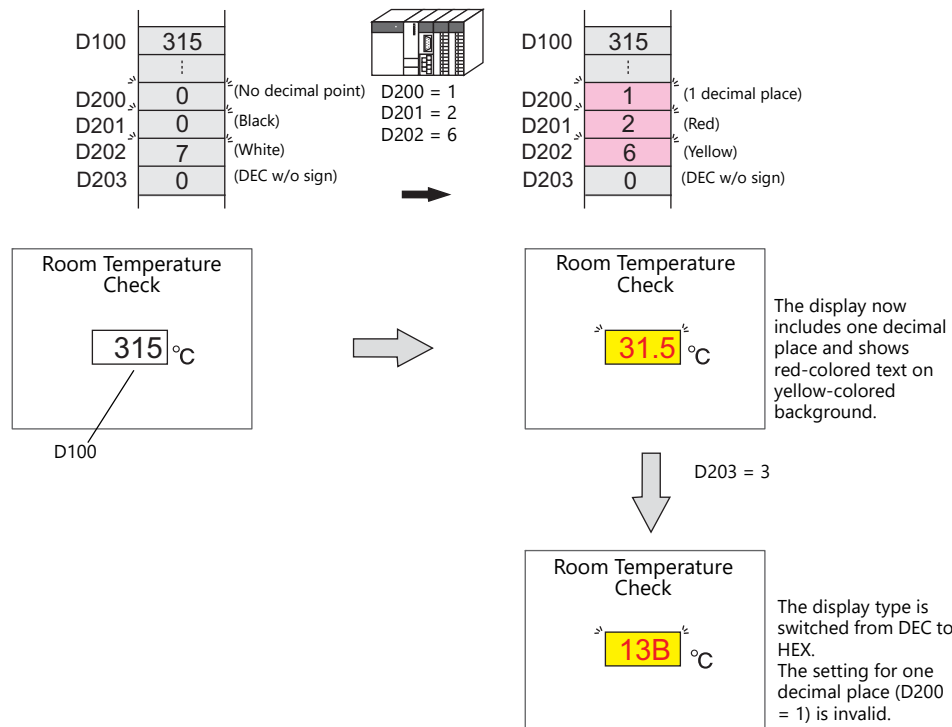 D100 315
⋮
D200 0 (No decimal point)
D201 0 (Black)
D202 7 (White)
D203 0 (DEC w/o sign)
D200 = 1
D201 = 2
D202 = 6
D100 315
⋮
D200 1 (1 decimal place)
D201 2 (Red)
D202 6 (Yellow)
D203 0 (DEC w/o sign)
Room Temperature
Check
315 °C
D100
Room Temperature
Check
31.5 °C
The display now
includes one decimal
place and shows
red-colored text on
yellow-colored
background.
D203 = 3
Room Temperature
Check
13B °C
The display type is
switched from DEC to
HEX.
The setting for one
decimal place (D200
= 1) is invalid.